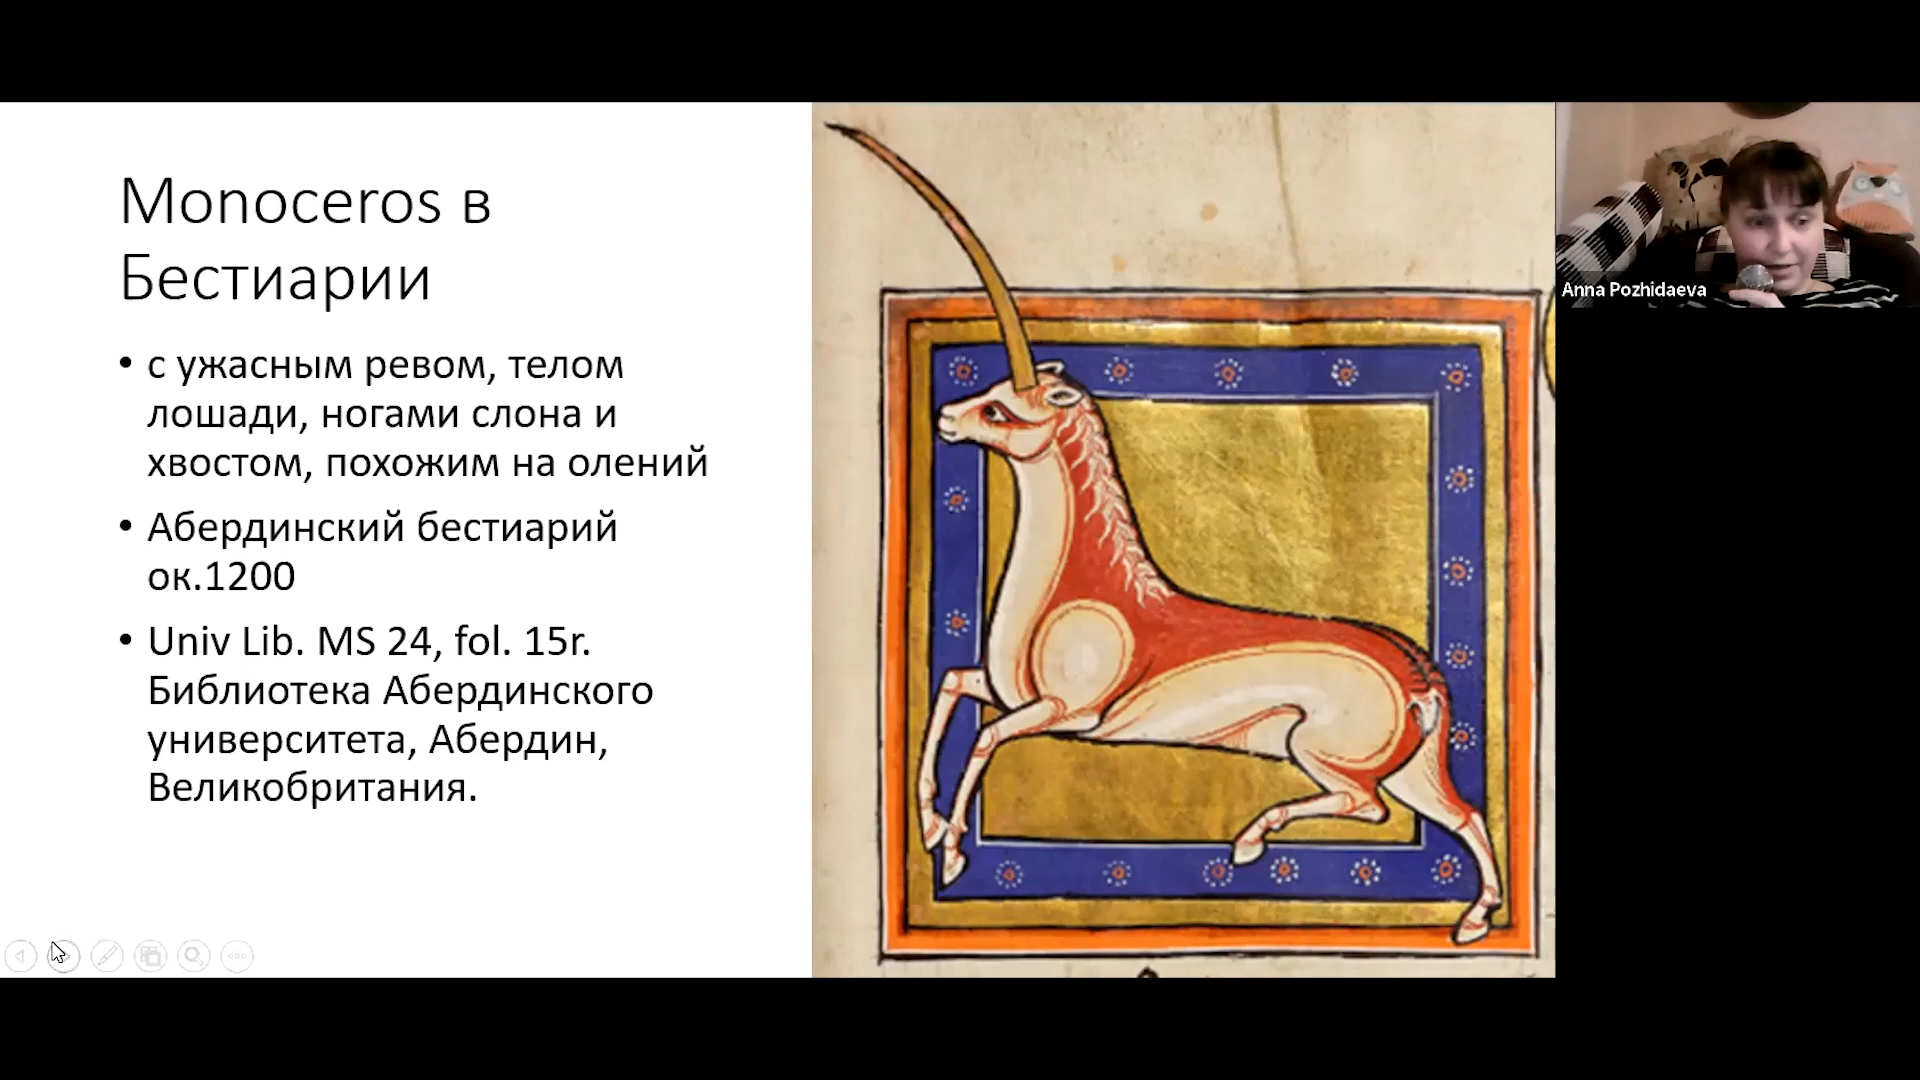 Monoceros в
Бестиарии
• с ужасным ревом, телом
лошади, ногами слона и
хвостом, похожим на олений
• Абердинский бестиарий
ок.1200
• Univ Lib. MS 24, fol. 15r.
Библиотека Абердинского
университета, Абердин,
Великобритания.
Anna Pozhidaeva